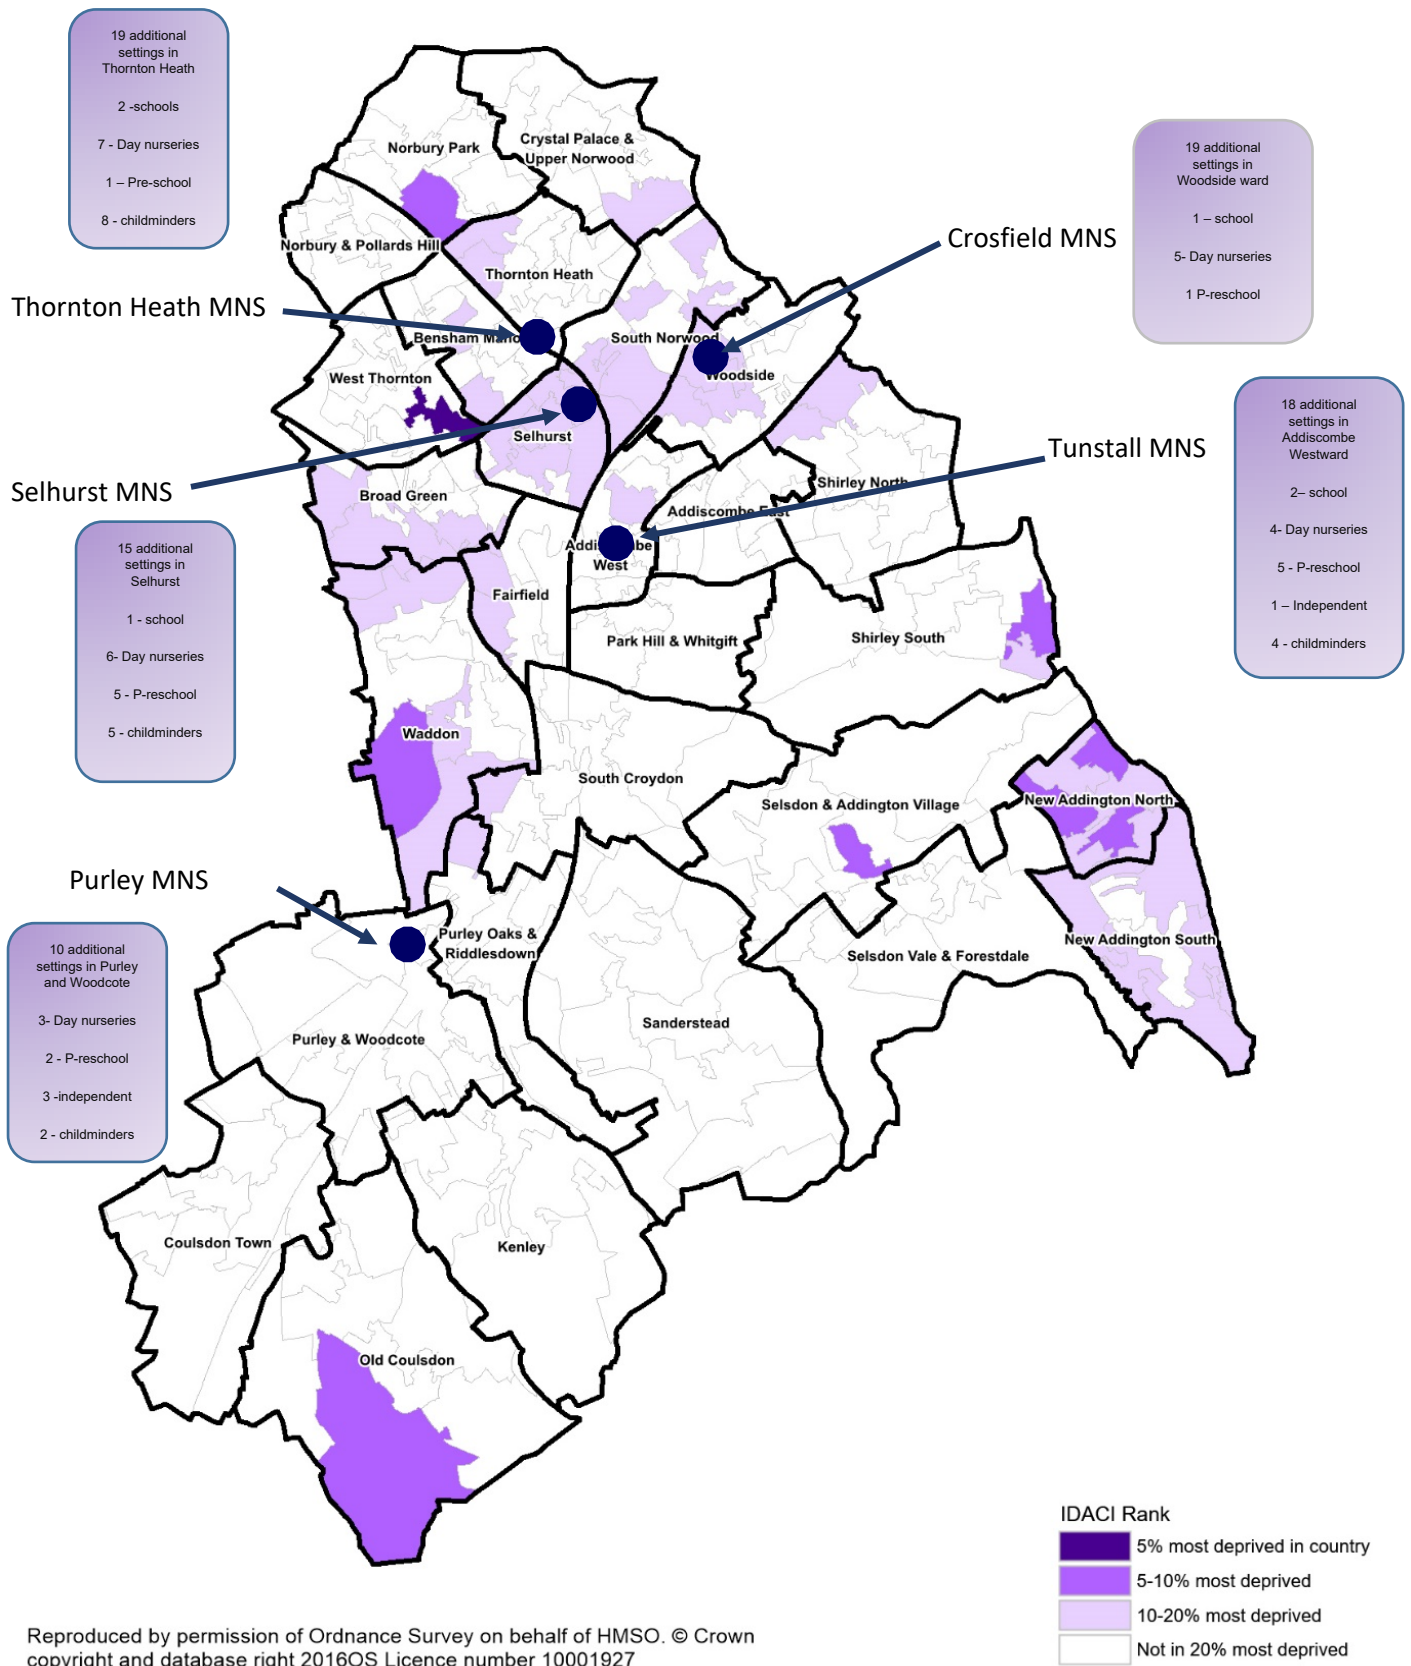 19 additional
settings in
Thornton Heath
2 -schools
7 - Day nurseries
1 – Pre-school
8 - childminders
19 additional
settings in
Woodside ward
1 – school
5- Day nurseries
1 P-reschool
Crosfield MNS
Thornton Heath MNS
Selhurst MNS
Tunstall MNS
18 additional
settings in
Addiscombe
Westward
2– school
4- Day nurseries
5 - P-reschool
1 – Independent
4 - childminders
15 additional
settings in
Selhurst
1 - school
6- Day nurseries
5 - P-reschool
5 - childminders
Purley MNS
10 additional
settings in Purley
and Woodcote
3- Day nurseries
2 - P-reschool
3 -independent
2 - childminders
Norbury Park
Crystal Palace &
Upper Norwood
Norbury & Pollards Hill
Thornton Heath
Bensham Mano
South Norwood
West Thornton
Woodside
Selhurst
Broad Green
Shirley North
Addiscombe East
Addis mbe
West
Fairfield
Park Hill & Whitgift
Shirley South
Waddon
South Croydon
Selsdon & Addington Village
New Addington North
Purley Oaks &
Riddlesdown
New Addington South
Selsdon Vale & Forestdale
Sanderstead
Purley & Woodcote
Coulsdon Town
Kenley
Old Coulsdon
IDACI Rank
5% most deprived in country
5-10% most deprived
10-20% most deprived
Not in 20% most deprived
Reproduced by permission of Ordnance Survey on behalf of HMSO. © Crown
copyright and database right 2016OS Licence number 10001927